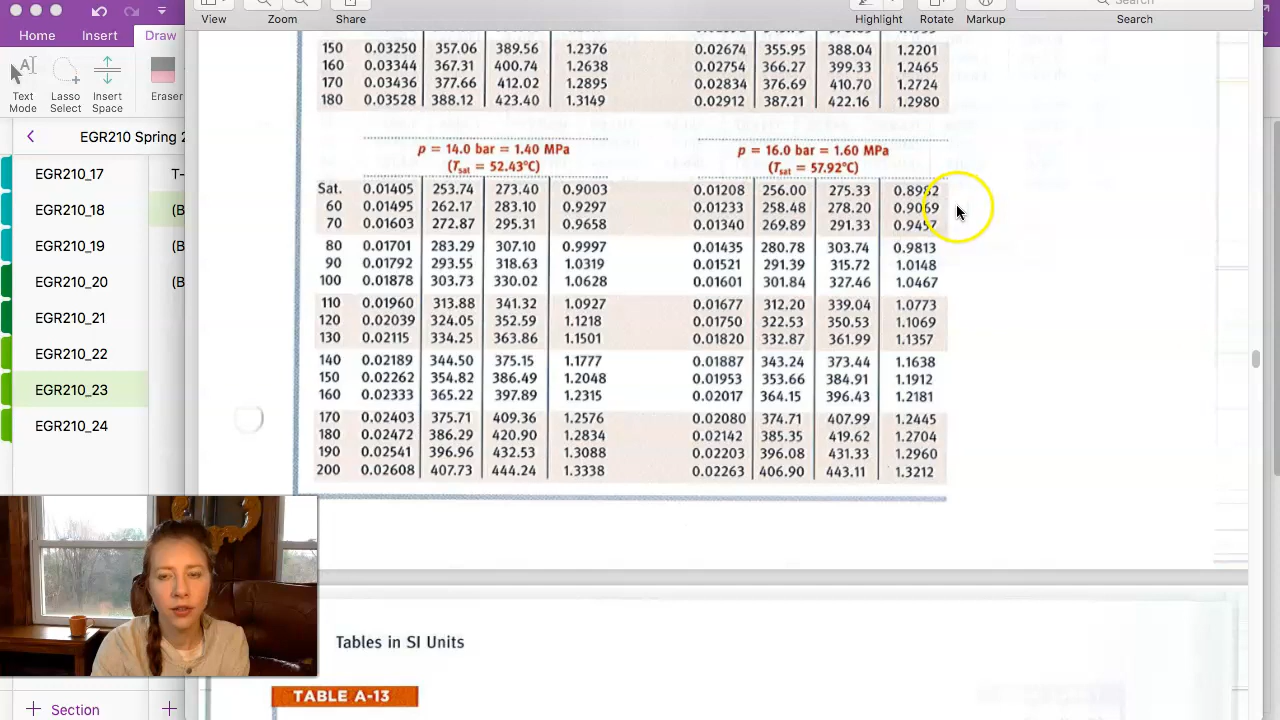 View Zoom Share Highlight Rotate Markup Search
Home Insert Draw
Text Mode Lasso Select Insert Space Eraser
EGR210 Spring 2
EGR210_17 T-
EGR210_18 (B
EGR210_19 (B
EGR210_20 (B
EGR210_21
EGR210_22
EGR210_23
EGR210_24
+ Section +
150 0.03250 357.06 389.56 1.2376 0.02674 355.95 388.04 1.2201
160 0.03344 367.31 400.74 1.2638 0.02754 366.27 399.33 1.2465
170 0.03436 377.66 412.02 1.2895 0.02834 376.69 410.70 1.2724
180 0.03528 388.12 423.40 1.3149 0.02912 387.21 422.16 1.2980
p = 14.0 bar = 1.40 MPa p = 16.0 bar = 1.60 MPa
(Tsat = 52.43°C) (Tsat = 57.92°C)
Sat. 0.01405 253.74 273.40 0.9003 0.01208 256.00 275.33 0.8982
60 0.01495 262.17 283.10 0.9297 0.01233 258.48 278.20 0.9069
70 0.01603 272.87 295.31 0.9658 0.01340 269.89 291.33 0.9457
80 0.01701 283.29 307.10 0.9997 0.01435 280.78 303.74 0.9813
90 0.01792 293.55 318.63 1.0319 0.01521 291.39 315.72 1.0148
100 0.01878 303.73 330.02 1.0628 0.01601 301.84 327.46 1.0467
110 0.01960 313.88 341.32 1.0927 0.01677 312.20 339.04 1.0773
120 0.02039 324.05 352.59 1.1218 0.01750 322.53 350.53 1.1069
130 0.02115 334.25 363.86 1.1501 0.01820 332.87 361.99 1.1357
140 0.02189 344.50 375.15 1.1777 0.01887 343.24 373.44 1.1638
150 0.02262 354.82 386.49 1.2048 0.01953 353.66 384.91 1.1912
160 0.02333 365.22 397.89 1.2315 0.02017 364.15 396.43 1.2181
170 0.02403 375.71 409.36 1.2576 0.02080 374.71 407.99 1.2445
180 0.02472 386.29 420.90 1.2834 0.02142 385.35 419.62 1.2704
190 0.02541 396.96 432.53 1.3088 0.02203 396.08 431.33 1.2960
200 0.02608 407.73 444.24 1.3338 0.02263 406.90 443.11 1.3212
Tables in SI Units
TABLE A-13